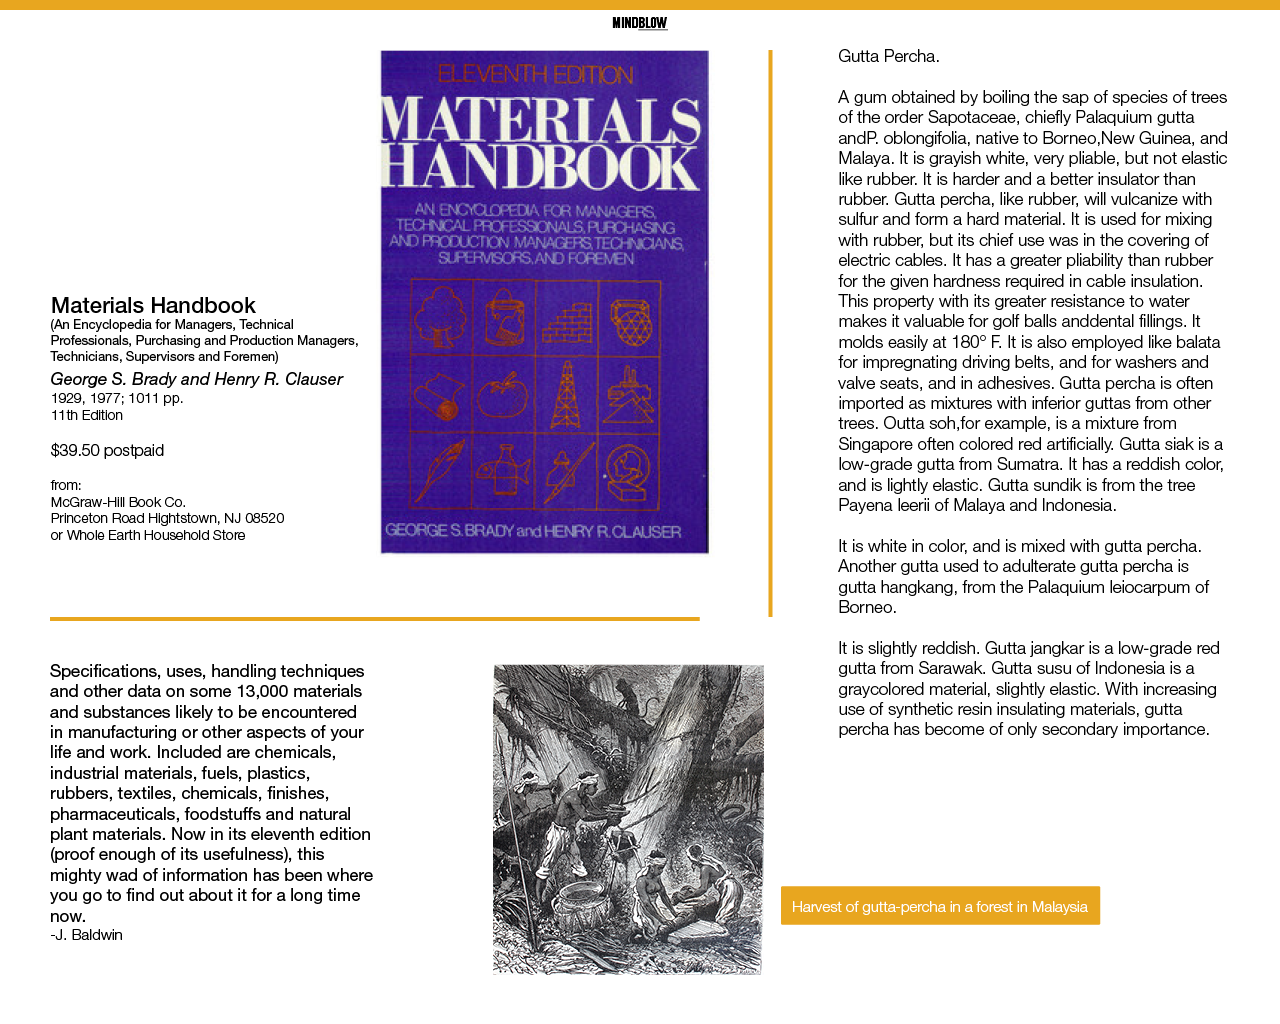 MINDBLOW
ELEVENTH EDITION
MATERIALS
HANDBOOK
AN ENCYCLOPEDIA FOR MANAGERS,
TECHNICAL PROFESSIONALS, PURCHASING
AND PRODUCTION MANAGERS, TECHNICIANS,
SUPERVISORS, AND FOREMEN
GEORGE S. BRADY and HENRY R. CLAUSER
Materials Handbook
(An Encyclopedia for Managers, Technical
Professionals, Purchasing and Production Managers,
Technicians, Supervisors and Foremen)
George S. Brady and Henry R. Clauser
1929, 1977; 1011 pp.
11th Edition
$39.50 postpaid
from:
McGraw-Hill Book Co.
Princeton Road Hightstown, NJ 08520
or Whole Earth Household Store
Specifications, uses, handling techniques
and other data on some 13,000 materials
and substances likely to be encountered
in manufacturing or other aspects of your
life and work. Included are chemicals,
industrial materials, fuels, plastics,
rubbers, textiles, chemicals, finishes,
pharmaceuticals, foodstuffs and natural
plant materials. Now in its eleventh edition
(proof enough of its usefulness), this
mighty wad of information has been where
you go to find out about it for a long time
now.
-J. Baldwin
Gutta Percha.
A gum obtained by boiling the sap of species of trees
of the order Sapotaceae, chiefly Palaquium gutta
andP. oblongifolia, native to Borneo,New Guinea, and
Malaya. It is grayish white, very pliable, but not elastic
like rubber. It is harder and a better insulator than
rubber. Gutta percha, like rubber, will vulcanize with
sulfur and form a hard material. It is used for mixing
with rubber, but its chief use was in the covering of
electric cables. It has a greater pliability than rubber
for the given hardness required in cable insulation.
This property with its greater resistance to water
makes it valuable for golf balls anddental fillings. It
molds easily at 180º F. It is also employed like balata
for impregnating driving belts, and for washers and
valve seats, and in adhesives. Gutta percha is often
imported as mixtures with inferior guttas from other
trees. Outta soh,for example, is a mixture from
Singapore often colored red artificially. Gutta siak is a
low-grade gutta from Sumatra. It has a reddish color,
and is lightly elastic. Gutta sundik is from the tree
Payena leerii of Malaya and Indonesia.
It is white in color, and is mixed with gutta percha.
Another gutta used to adulterate gutta percha is
gutta hangkang, from the Palaquium leiocarpum of
Borneo.
It is slightly reddish. Gutta jangkar is a low-grade red
gutta from Sarawak. Gutta susu of Indonesia is a
graycolored material, slightly elastic. With increasing
use of synthetic resin insulating materials, gutta
percha has become of only secondary importance.
Harvest of gutta-percha in a forest in Malaysia